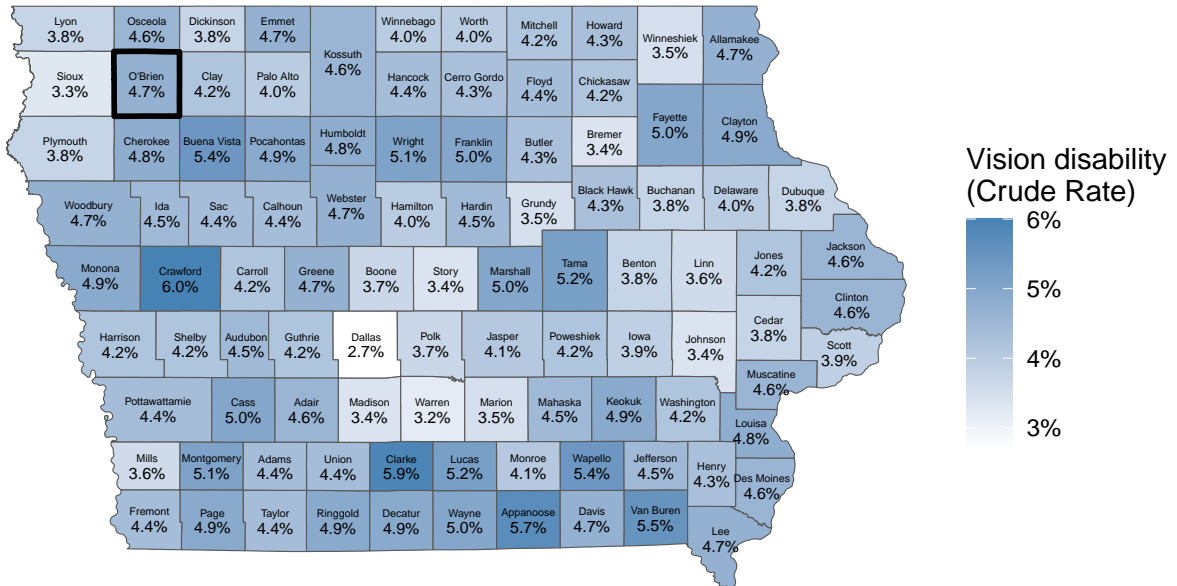 Lyon
3.8%
Osceola
4.6%
Dickinson
3.8%
Emmet
4.7%
Kossuth
4.6%
Winnebago
4.0%
Worth
4.0%
Mitchell
4.2%
Howard
4.3%
Winneshiek
3.5%
Allamakee
4.7%
Sioux
3.3%
O'Brien
4.7%
Clay
4.2%
Palo Alto
4.0%
Hancock
4.4%
Cerro Gordo
4.3%
Floyd
4.4%
Chickasaw
4.2%
Fayette
5.0%
Clayton
4.9%
Plymouth
3.8%
Cherokee
4.8%
Buena Vista
5.4%
Pocahontas
4.9%
Humboldt
4.8%
Wright
5.1%
Franklin
5.0%
Butler
4.3%
Bremer
3.4%
Woodbury
4.7%
Ida
4.5%
Sac
4.4%
Calhoun
4.4%
Webster
4.7%
Hamilton
4.0%
Hardin
4.5%
Grundy
3.5%
Black Hawk
4.3%
Buchanan
3.8%
Delaware
4.0%
Dubuque
3.8%
Monona
4.9%
Crawford
6.0%
Carroll
4.2%
Greene
4.7%
Boone
3.7%
Story
3.4%
Marshall
5.0%
Tama
5.2%
Benton
3.8%
Linn
3.6%
Jones
4.2%
Jackson
4.6%
Clinton
4.6%
Harrison
4.2%
Shelby
4.2%
Audubon
4.5%
Guthrie
4.2%
Dallas
2.7%
Polk
3.7%
Jasper
4.1%
Poweshiek
4.2%
Iowa
3.9%
Johnson
3.4%
Cedar
3.8%
Scott
3.9%
Muscatine
4.6%
Pottawattamie
4.4%
Cass
5.0%
Adair
4.6%
Madison
3.4%
Warren
3.2%
Marion
3.5%
Mahaska
4.5%
Keokuk
4.9%
Washington
4.2%
Louisa
4.8%
Mills
3.6%
Montgomery
5.1%
Adams
4.4%
Union
4.4%
Clarke
5.9%
Lucas
5.2%
Monroe
4.1%
Wapello
5.4%
Jefferson
4.5%
Henry
4.3%
Des Moines
4.6%
Fremont
4.4%
Page
4.9%
Taylor
4.4%
Ringgold
4.9%
Decatur
4.9%
Wayne
5.0%
Appanoose
5.7%
Davis
4.7%
Van Buren
5.5%
Lee
4.7%
Vision disability
(Crude Rate)
6%
5%
4%
3%